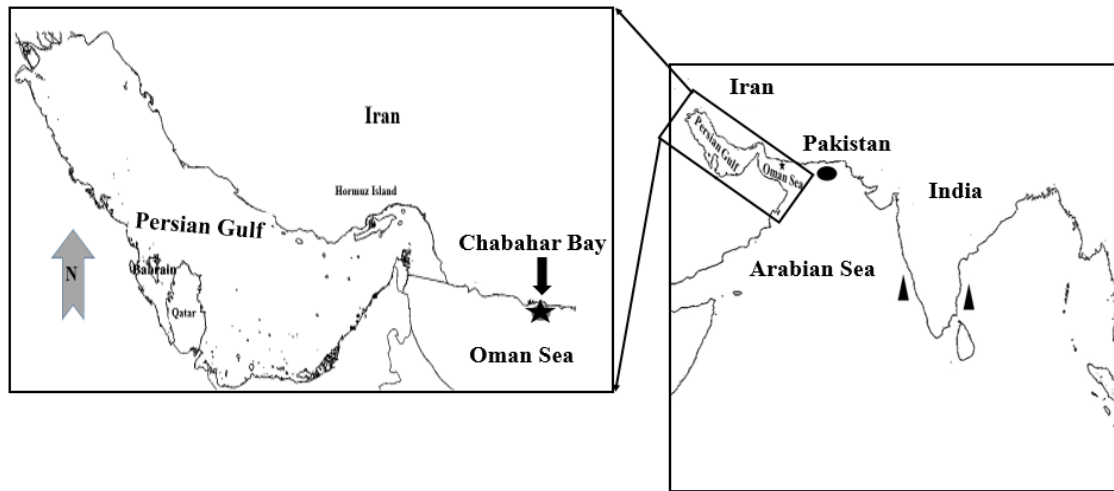 Iran
Hormuz Island
Persian Gulf
Chabahar Bay
N
Bahrain
Qatar
Oman Sea
Iran
Persian Gulf
Pakistan
Oman Sea
India
Arabian Sea